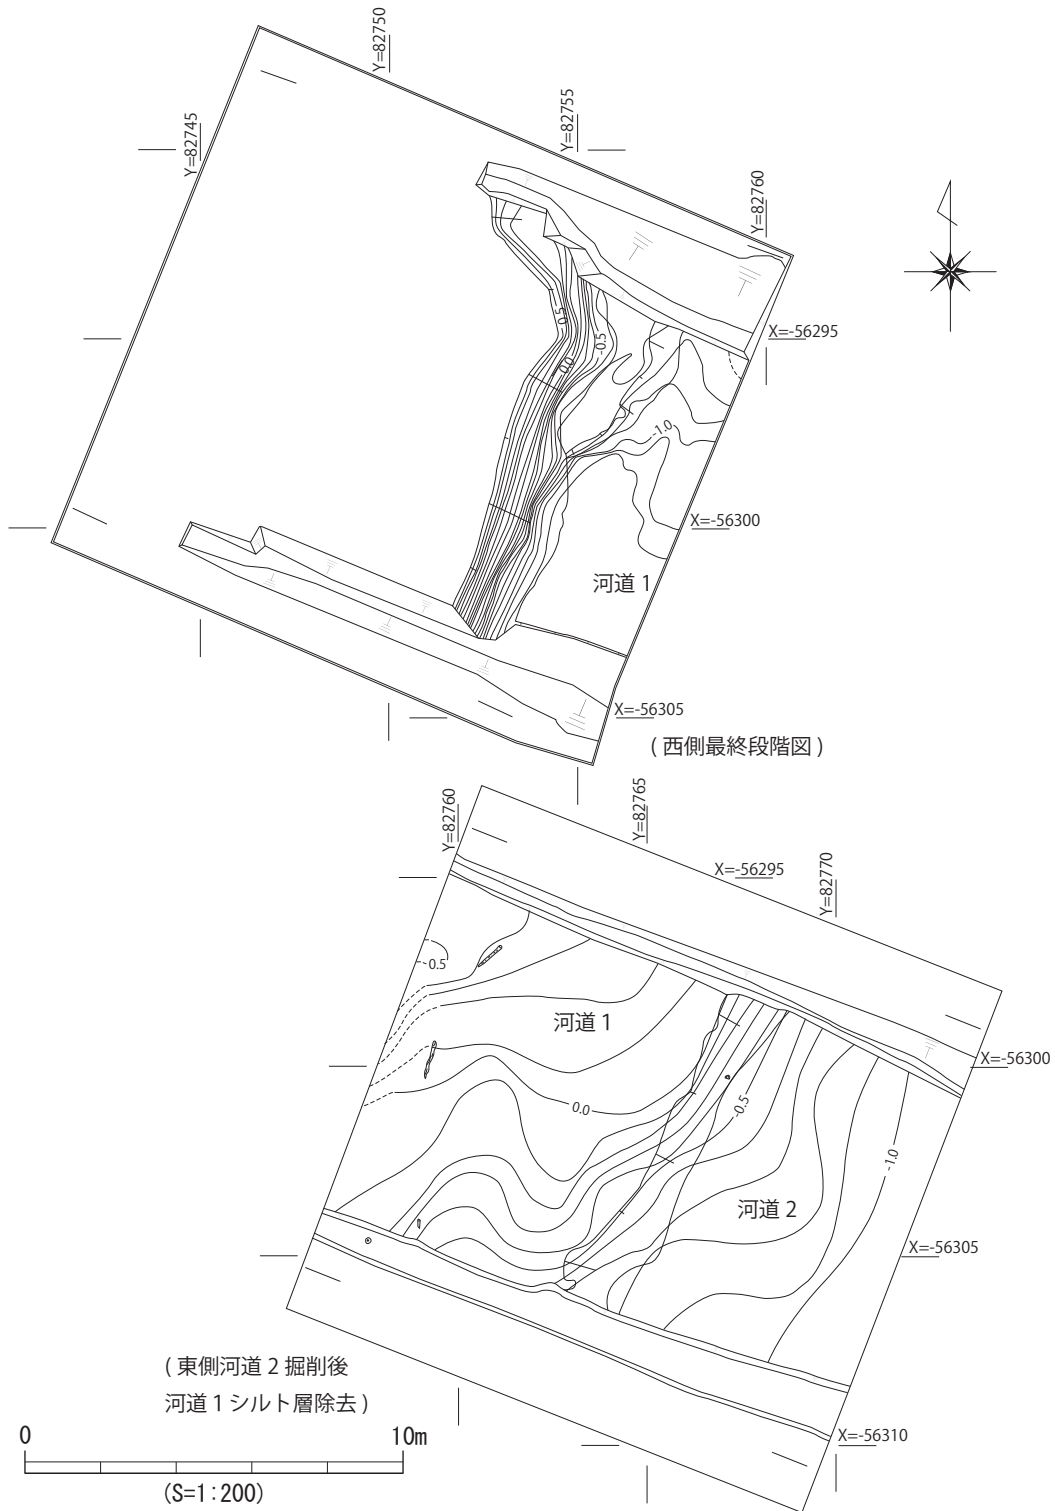 Y=82750
Y=82745
Y=82755
Y=82760
X=-56295
0.5
-0.5
0.0
-1.0
X=-56300
河道 1
X=-56305
( 西側最終段階図 )
Y=82760
Y=82765
X=-56295
Y=82770
-0.5
河道 1
X=-56300
0.0
-0.5
-1.0
河道 2
X=-56305
( 東側河道 2 掘削後
河道 1 シルト層除去 )
X=-56310
0 10m
(S=1:200)